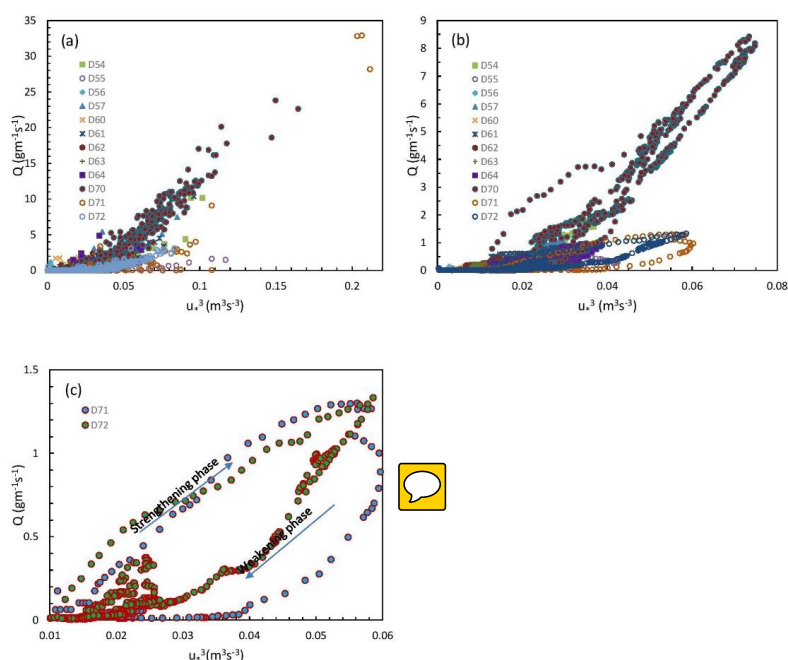 (a)
35
30
25
20
15
10
5
0
Q (gm⁻¹s⁻¹)
D54
D55
D56
D57
D60
D61
D62
D63
D64
D70
D71
D72
0
0.05
0.1
0.15
0.2
u*³ (m³s⁻³)
(b)
9
8
7
6
5
4
3
2
1
0
Q (gm⁻¹s⁻¹)
D54
D55
D56
D57
D60
D61
D62
D63
D64
D70
D71
D72
0
0.02
0.04
0.06
0.08
u*³ (m³s⁻³)
(c)
1.5
1
0.5
0
Q (gm⁻¹s⁻¹)
D71
D72
Strengthening phase
Weakening phase
0.01
0.02
0.03
0.04
0.05
0.06
u*³(m³s⁻³)